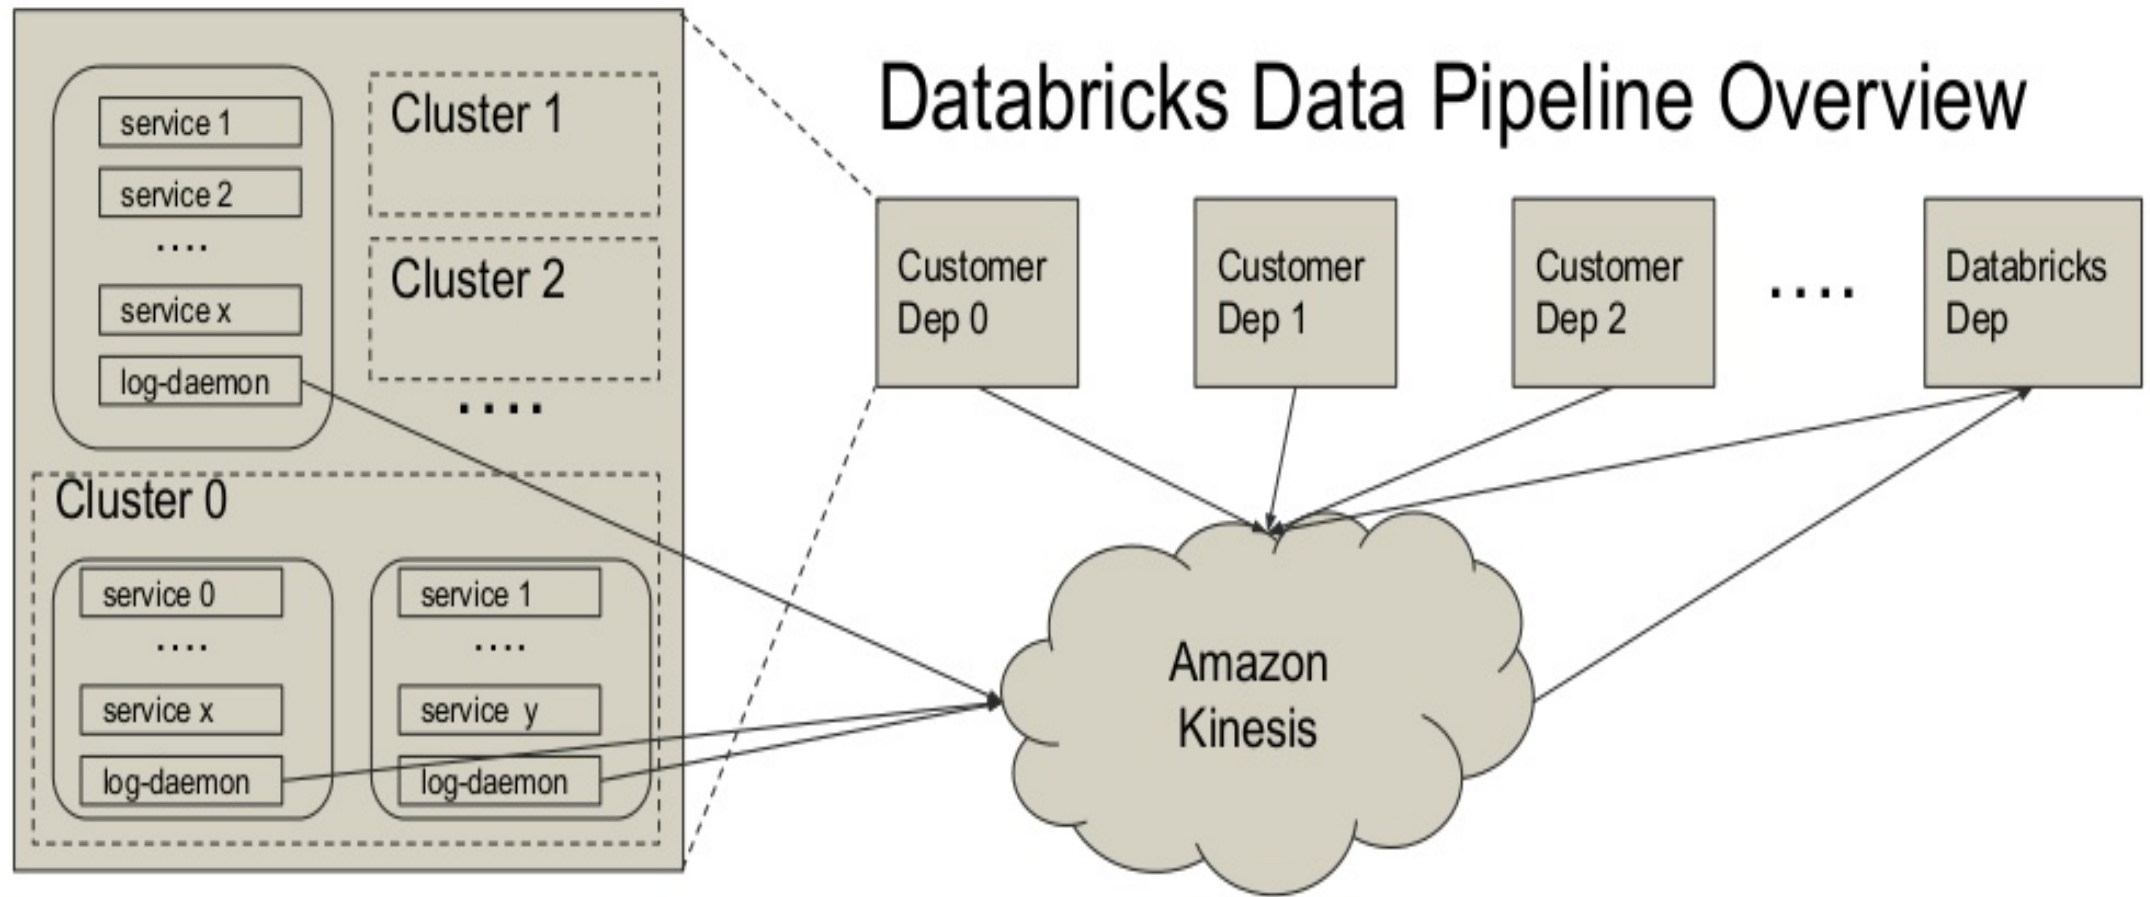 Databricks Data Pipeline Overview
service 1
service 2
....
service x
log-daemon
Cluster 1
Cluster 2
....
Cluster 0
service 0
....
service x
log-daemon
service 1
....
service y
log-daemon
Customer
Dep 0
Customer
Dep 1
Customer
Dep 2
....
Databricks
Dep
Amazon
Kinesis